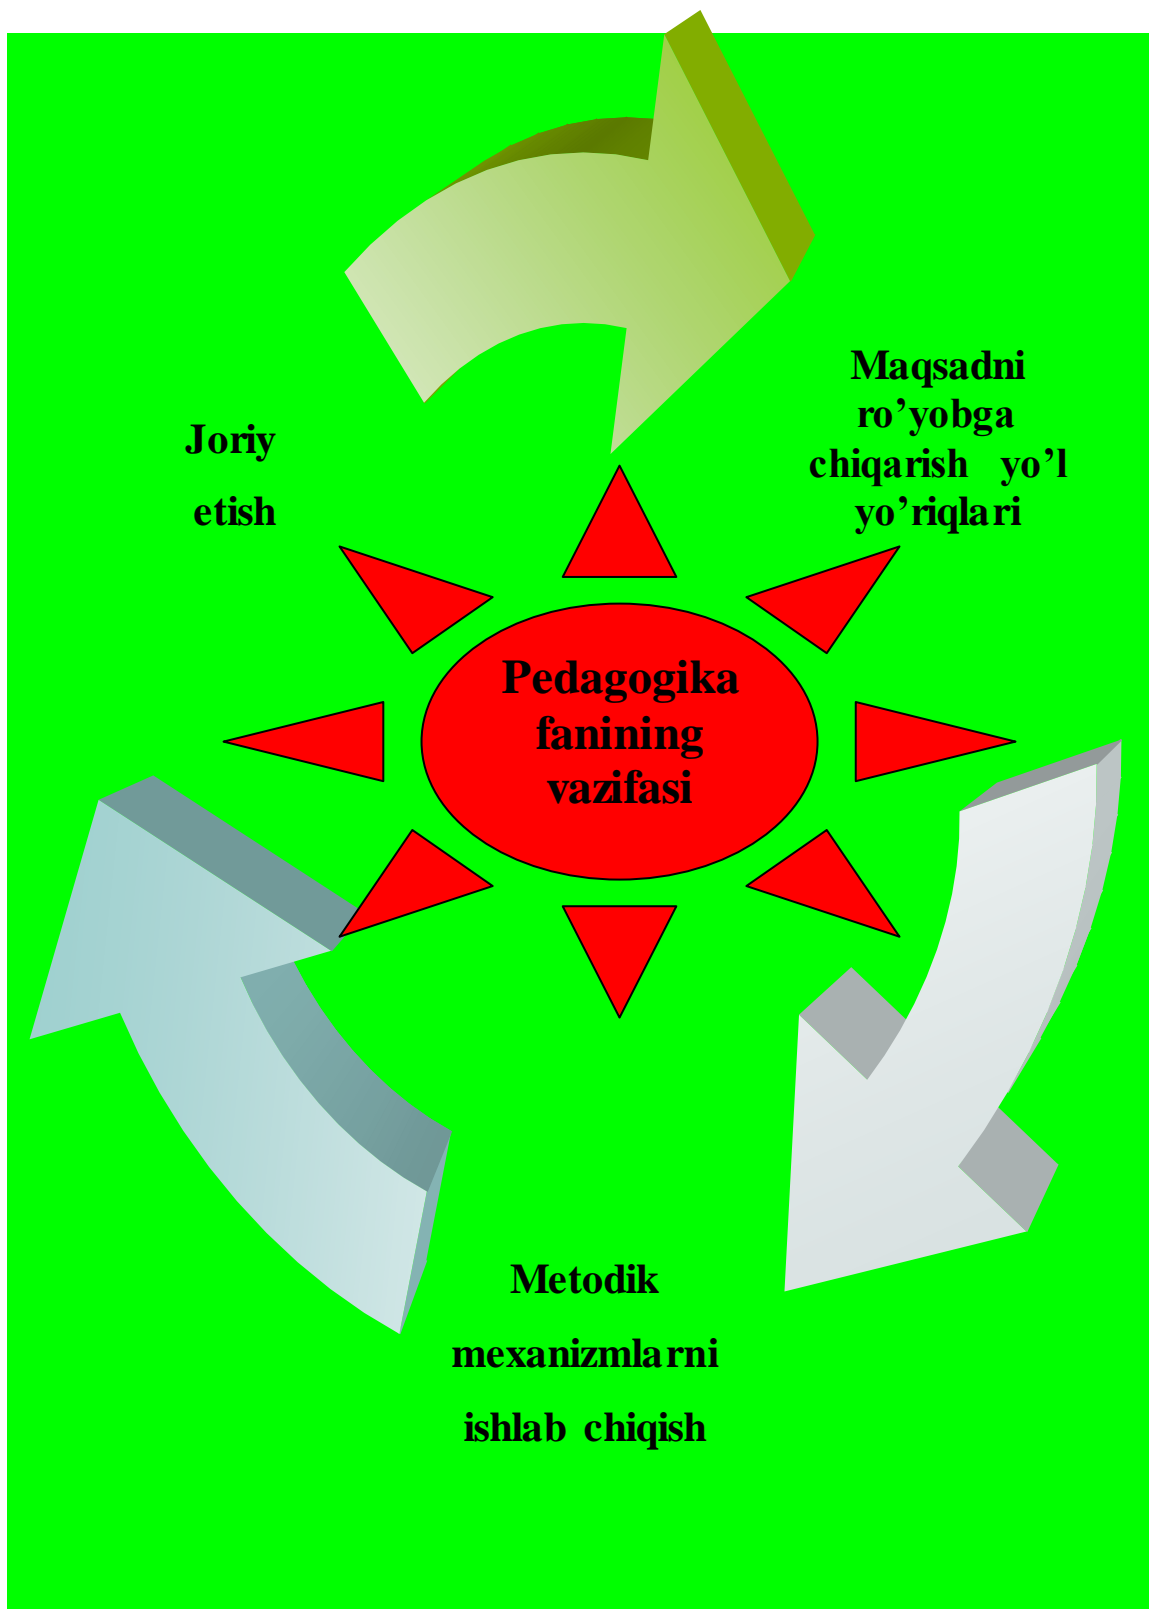 Maqsadni
ro’yobga
chiqarish yo’l
yo’riqlari
Joriy
etish
Pedagogika
fanining
vazifasi
Metodik
mexanizmlarni
ishlab chiqish